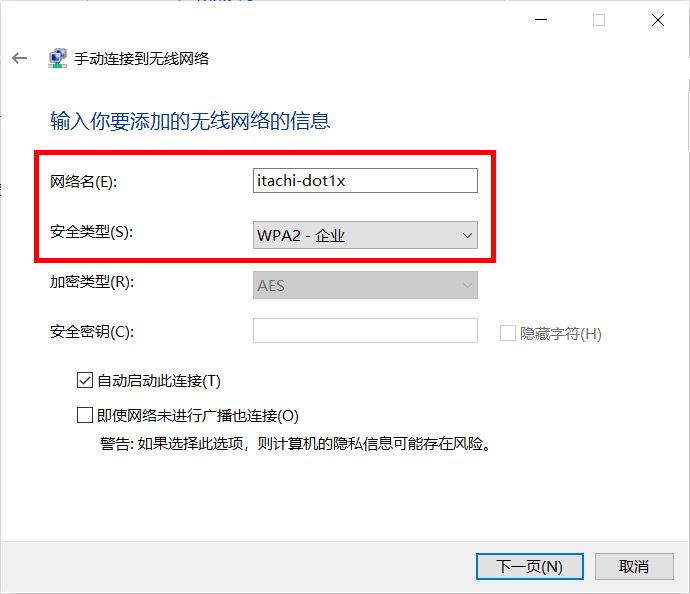 手动连接到无线网络
输入你要添加的无线网络的信息
网络名(E): itachi-dot1x
安全类型(S): WPA2 - 企业
加密类型(R): AES
安全密钥(C): 隐藏字符(H)
自动启动此连接(T)
即使网络未进行广播也连接(O)
警告: 如果选择此选项，则计算机的隐私信息可能存在风险。
下一页(N) 取消